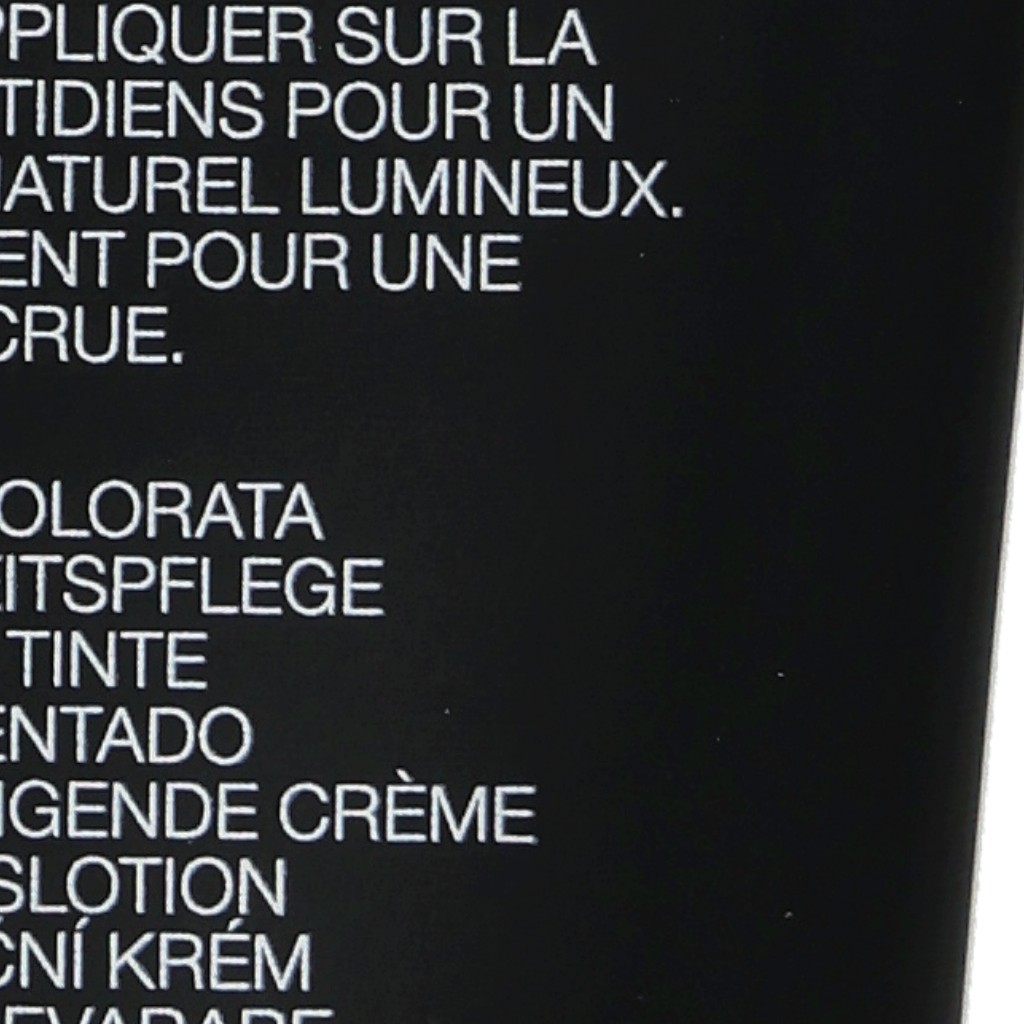 PPLIQUER SUR LA
TIDIENS POUR UN
NATUREL LUMINEUX.
ENT POUR UNE
CRUE.
OLORATA
EITSPFLEGE
TINTE
ENTADO
IGENDE CRÈME
SLOTION
ČNÍ KRÉM